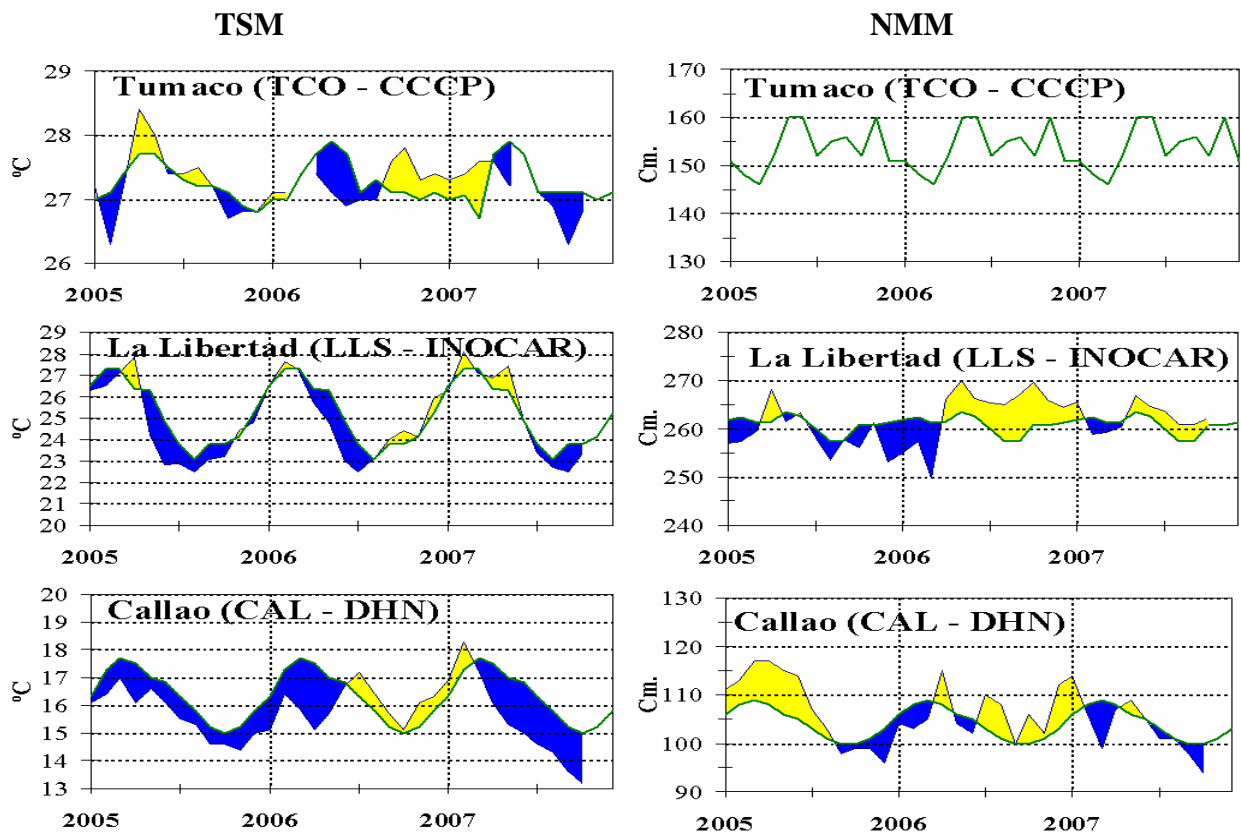 TSM
NMM
29
28
27
26
ºC
Tumaco (TCO - CCCP)
2005 2006 2007
170
160
150
140
130
Cm.
Tumaco (TCO - CCCP)
2005 2006 2007
29
28
27
26
25
24
23
22
21
20
ºC
La Libertad (LLS - INOCAR)
2005 2006 2007
280
270
260
250
240
Cm.
La Libertad (LLS - INOCAR)
2005 2006 2007
20
19
18
17
16
15
14
13
ºC
Callao (CAL - DHN)
2005 2006 2007
130
120
110
100
90
Cm.
Callao (CAL - DHN)
2005 2006 2007